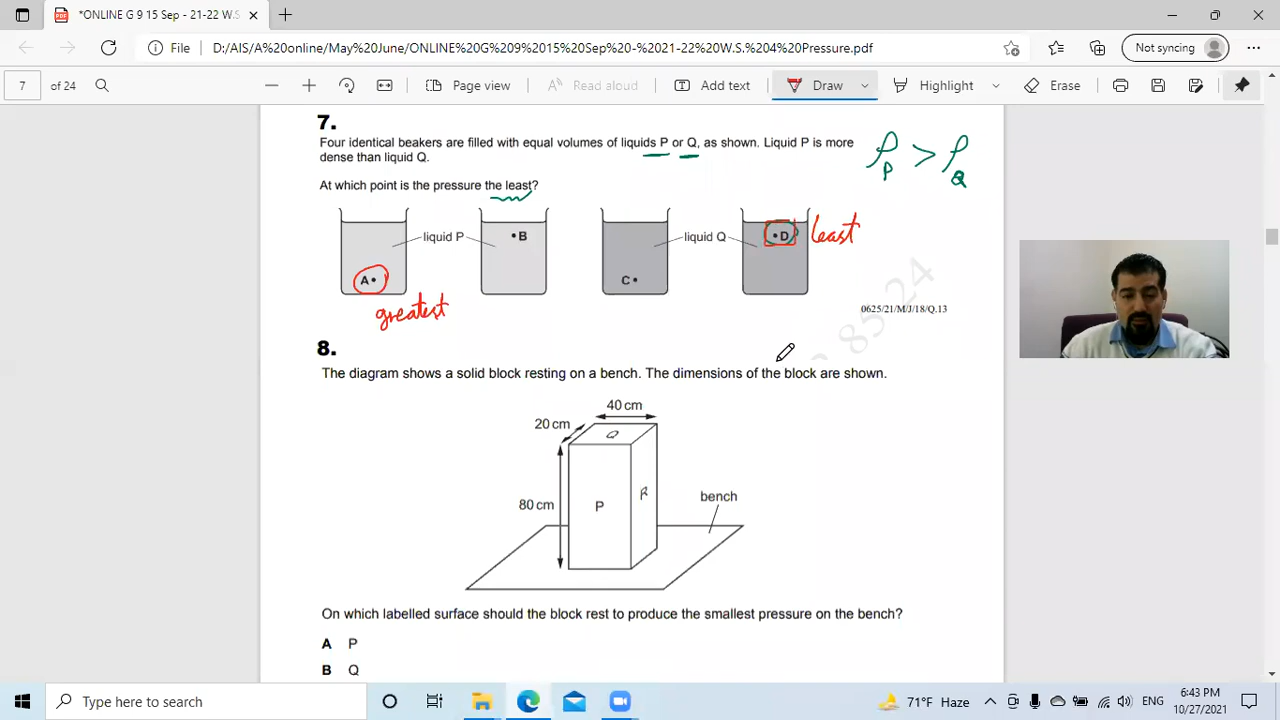 *ONLINE G 9 15 Sep - 21-22 W.S.
File
D:/AIS/A%20online/May%20June/ONLINE%20G%209%2015%20Sep%20-%2021-22%20W.S.%204%20Pressure.pdf
Not syncing
7
of 24
Page view
Read aloud
Add text
Draw
Highlight
Erase
7.
Four identical beakers are filled with equal volumes of liquids P or Q, as shown. Liquid P is more
dense than liquid Q.
ρP > ρQ
At which point is the pressure the least?
liquid P
B
liquid Q
D
least
A
C
greatest
0625/21/M/J/18/Q.13
85 24
8.
The diagram shows a solid block resting on a bench. The dimensions of the block are shown.
40 cm
20 cm
Q
80 cm
P
R
bench
On which labelled surface should the block rest to produce the smallest pressure on the bench?
A P
B Q
Type here to search
71°F Haze
ENG
6:43 PM
10/27/2021